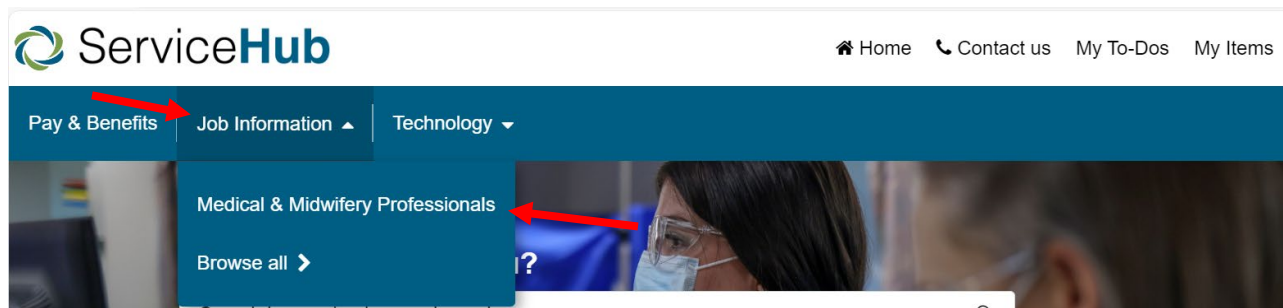 ServiceHub
Home Contact us My To-Dos My Items
Pay & Benefits Job Information Technology
Medical & Midwifery Professionals
Browse all
?